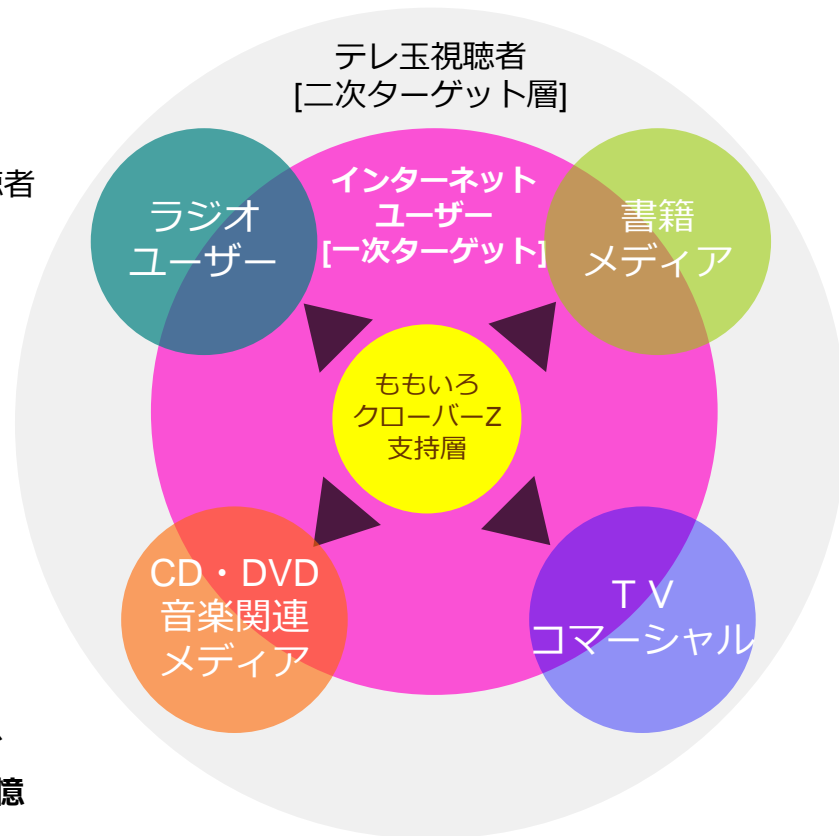 テレ玉視聴者
[二次ターゲット層]
聴者
ラジオ
ユーザー
インターネット
ユーザー
[一次ターゲット]
書籍
メディア
ももいろ
クローバーZ
支持層
CD・DVD
音楽関連
メディア
ＴＶ
コマーシャル
憶